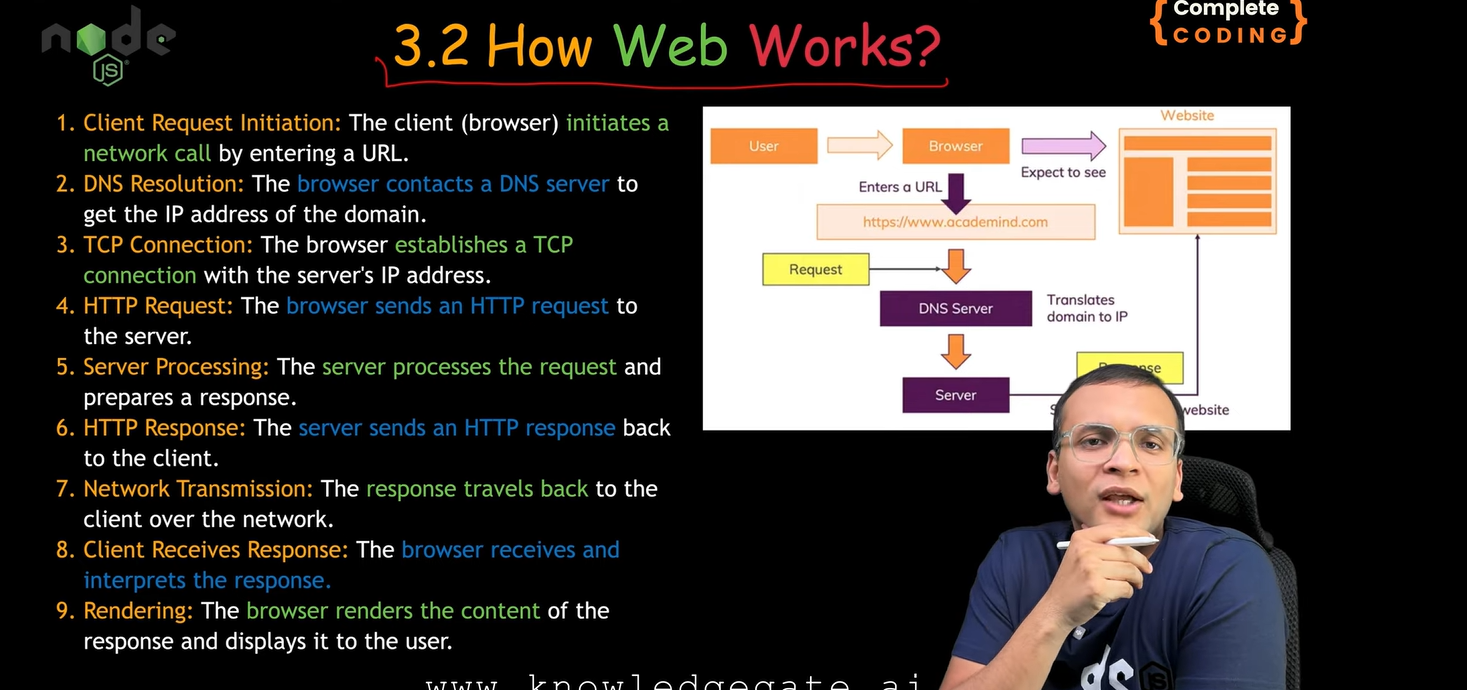 node
JS
3.2 How Web Works?
{ Complete
CODING }
1. Client Request Initiation: The client (browser) initiates a
network call by entering a URL.
2. DNS Resolution: The browser contacts a DNS server to
get the IP address of the domain.
3. TCP Connection: The browser establishes a TCP
connection with the server's IP address.
4. HTTP Request: The browser sends an HTTP request to
the server.
5. Server Processing: The server processes the request and
prepares a response.
6. HTTP Response: The server sends an HTTP response back
to the client.
7. Network Transmission: The response travels back to the
client over the network.
8. Client Receives Response: The browser receives and
interprets the response.
9. Rendering: The browser renders the content of the
response and displays it to the user.
Website
User
Browser
Expect to see
Enters a URL
https://www.academind.com
Request
DNS Server
Translates
domain to IP
Server
website
www.knowledgegate.ai
JS